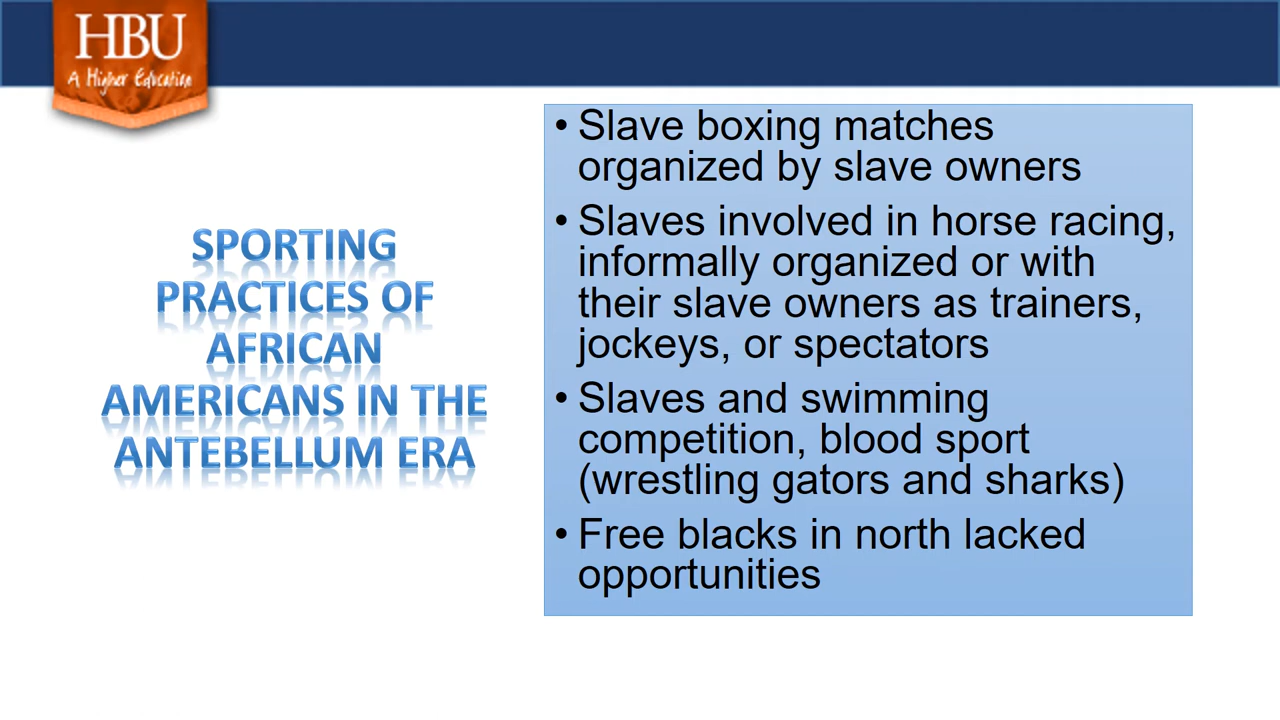 HBU
A Higher Education
SPORTING
PRACTICES OF
AFRICAN
AMERICANS IN THE
ANTEBELLUM ERA
• Slave boxing matches
organized by slave owners
• Slaves involved in horse racing,
informally organized or with
their slave owners as trainers,
jockeys, or spectators
• Slaves and swimming
competition, blood sport
(wrestling gators and sharks)
• Free blacks in north lacked
opportunities